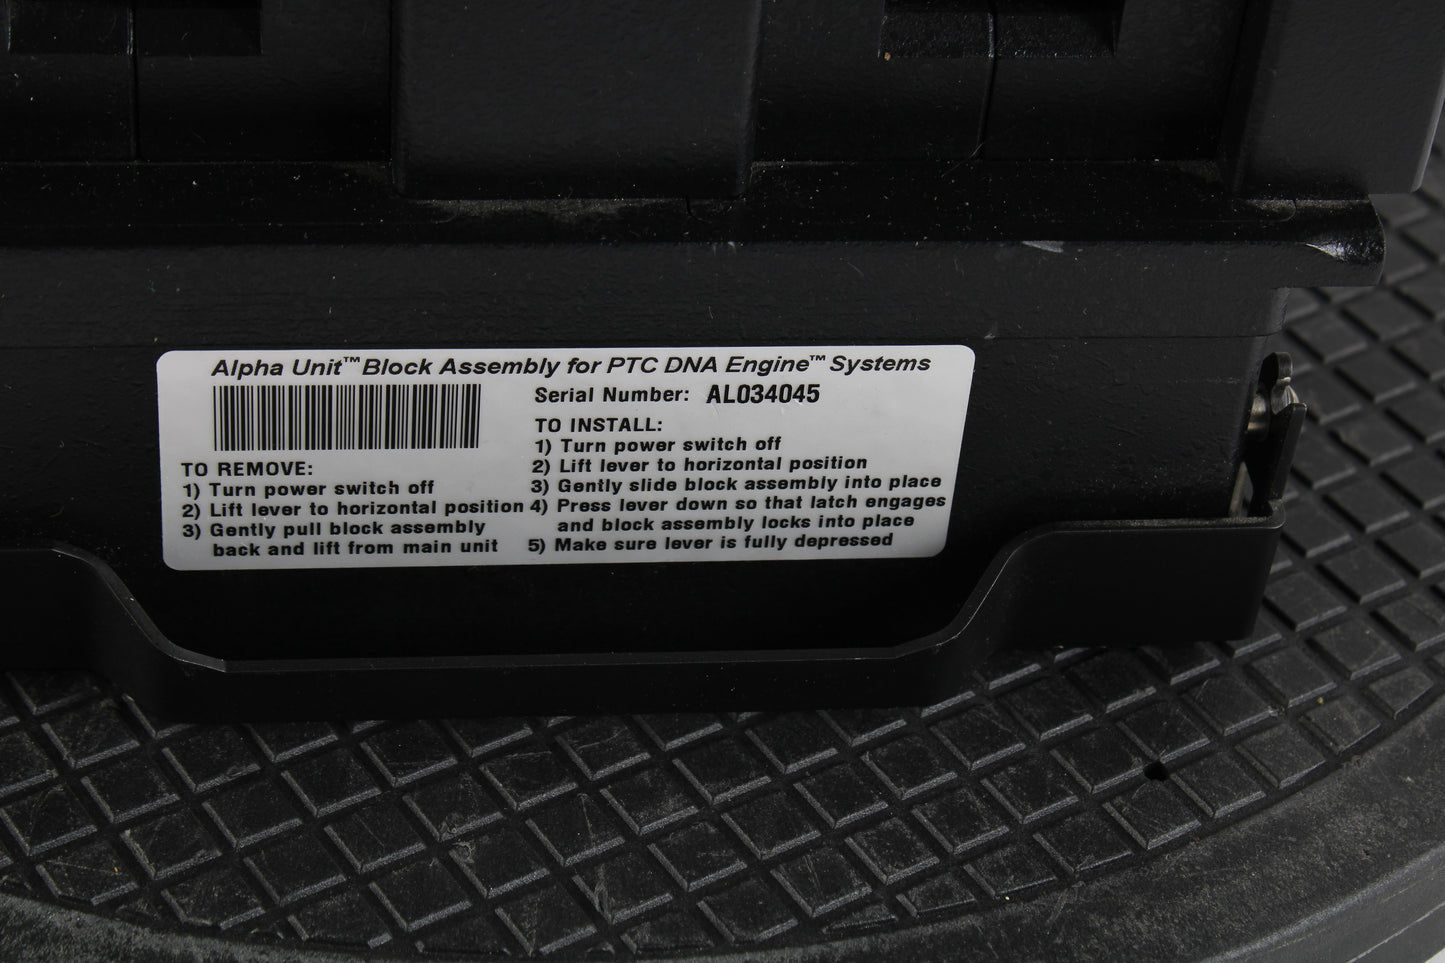 Alpha Unit™ Block Assembly for PTC DNA Engine™ Systems
Serial Number: AL034045
TO REMOVE:
1) Turn power switch off
2) Lift lever to horizontal position
3) Gently pull block assembly
back and lift from main unit
TO INSTALL:
1) Turn power switch off
2) Lift lever to horizontal position
3) Gently slide block assembly into place
4) Press lever down so that latch engages
and block assembly locks into place
5) Make sure lever is fully depressed